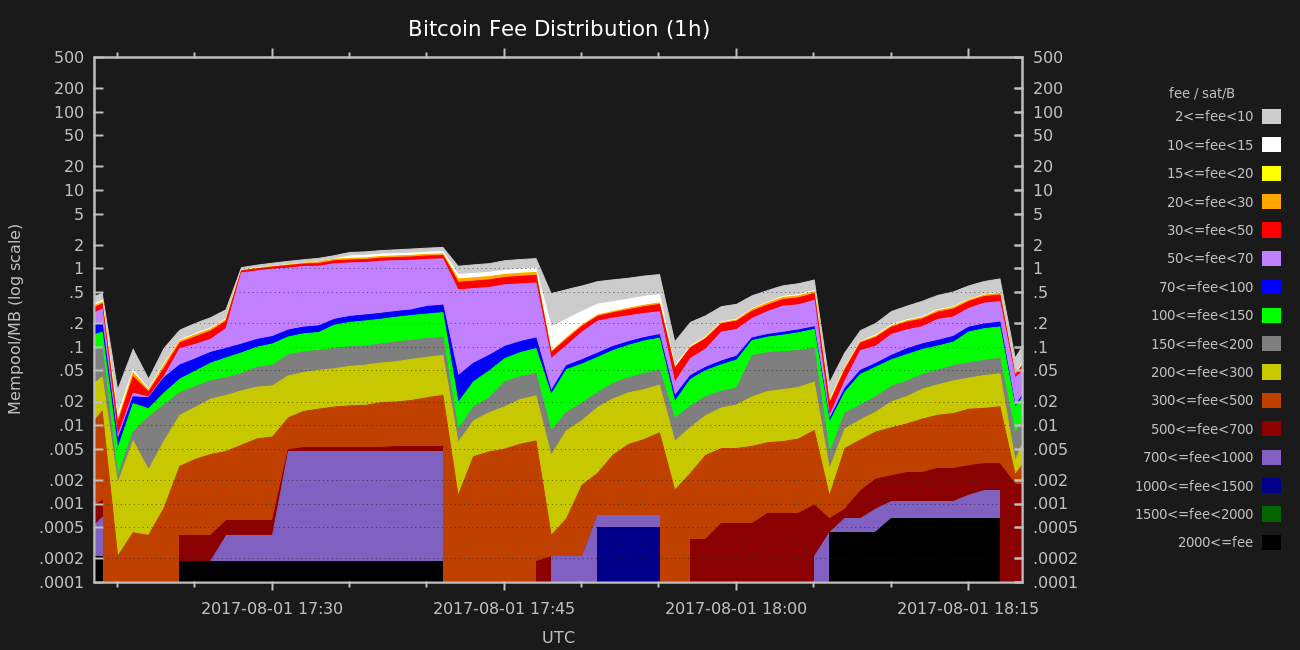 Bitcoin Fee Distribution (1h)
500 500
200 200
100 100
50 50
20 20
10 10
5 5
2 2
1 1
.5 .5
.2 .2
.1 .1
.05 .05
.02 .02
.01 .01
.005 .005
.002 .002
.001 .001
.0005 .0005
.0002 .0002
.0001 .0001
Mempool/MB (log scale)
2017-08-01 17:30 2017-08-01 17:45 2017-08-01 18:00 2017-08-01 18:15
UTC
fee / sat/B
2<=fee<10
10<=fee<15
15<=fee<20
20<=fee<30
30<=fee<50
50<=fee<70
70<=fee<100
100<=fee<150
150<=fee<200
200<=fee<300
300<=fee<500
500<=fee<700
700<=fee<1000
1000<=fee<1500
1500<=fee<2000
2000<=fee